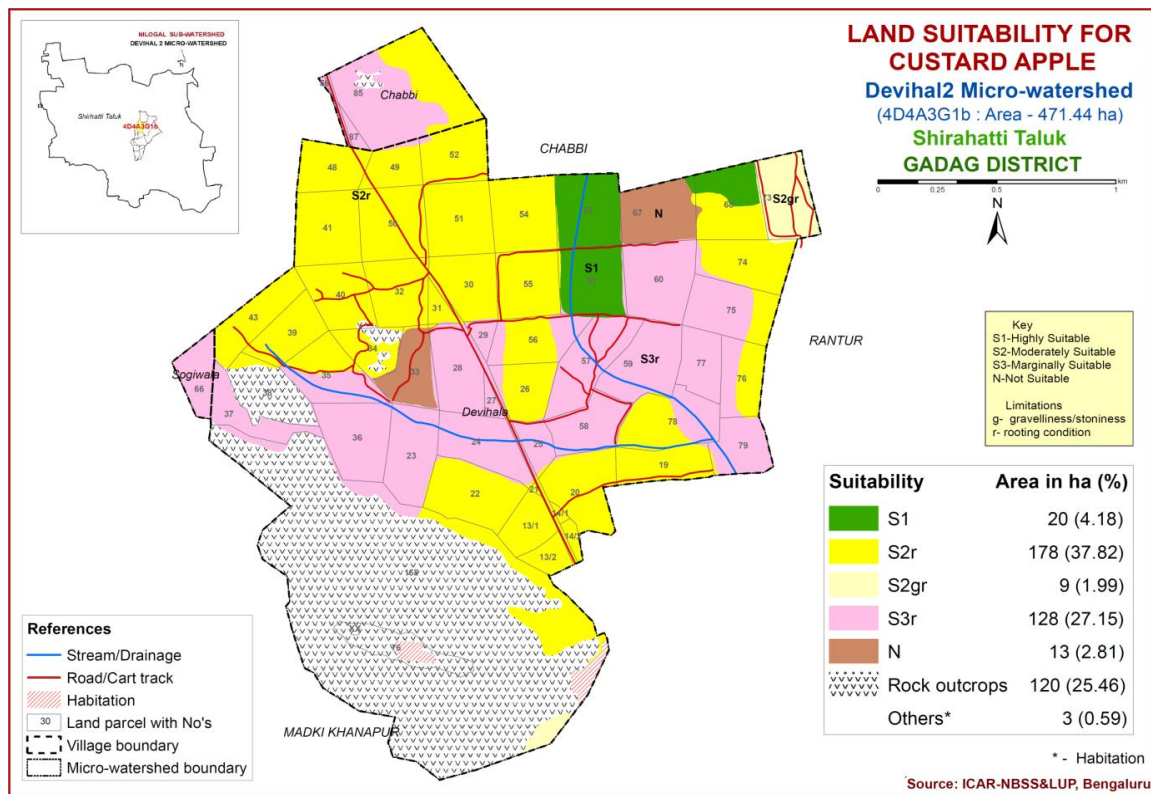 NILOGAL SUB-WATERSHED
DEVIHAL 2 MICRO-WATERSHED
N
Shirhatti Taluk
4D4A3G1b
LAND SUITABILITY FOR
CUSTARD APPLE
Devihal2 Micro-watershed
(4D4A3G1b : Area - 471.44 ha)
Shirahatti Taluk
GADAG DISTRICT
0 0.25 0.5 1 km
N
85
Chabbi
87
CHABBI
48
49
52
S2r
50
41
51
54
67
N
68
73
S2gr
S1
74
40
32
30
55
60
31
75
43
39
29
56
S3r
RANTUR
Sogiwala
66
35
33
28
57
59
77
76
37
27
26
Devihala
58
78
36
23
24
25
79
22
21
20
19
13/1
14/1
13/2
76
MADKI KHANAPUR
Key
S1-Highly Suitable
S2-Moderately Suitable
S3-Marginally Suitable
N-Not Suitable
Limitations
g- gravelliness/stoniness
r- rooting condition
Suitability Area in ha (%)
S1 20 (4.18)
S2r 178 (37.82)
S2gr 9 (1.99)
S3r 128 (27.15)
N 13 (2.81)
Rock outcrops 120 (25.46)
Others* 3 (0.59)
* - Habitation
References
Stream/Drainage
Road/Cart track
Habitation
30 Land parcel with No's
Village boundary
Micro-watershed boundary
Source: ICAR-NBSS&LUP, Bengaluru